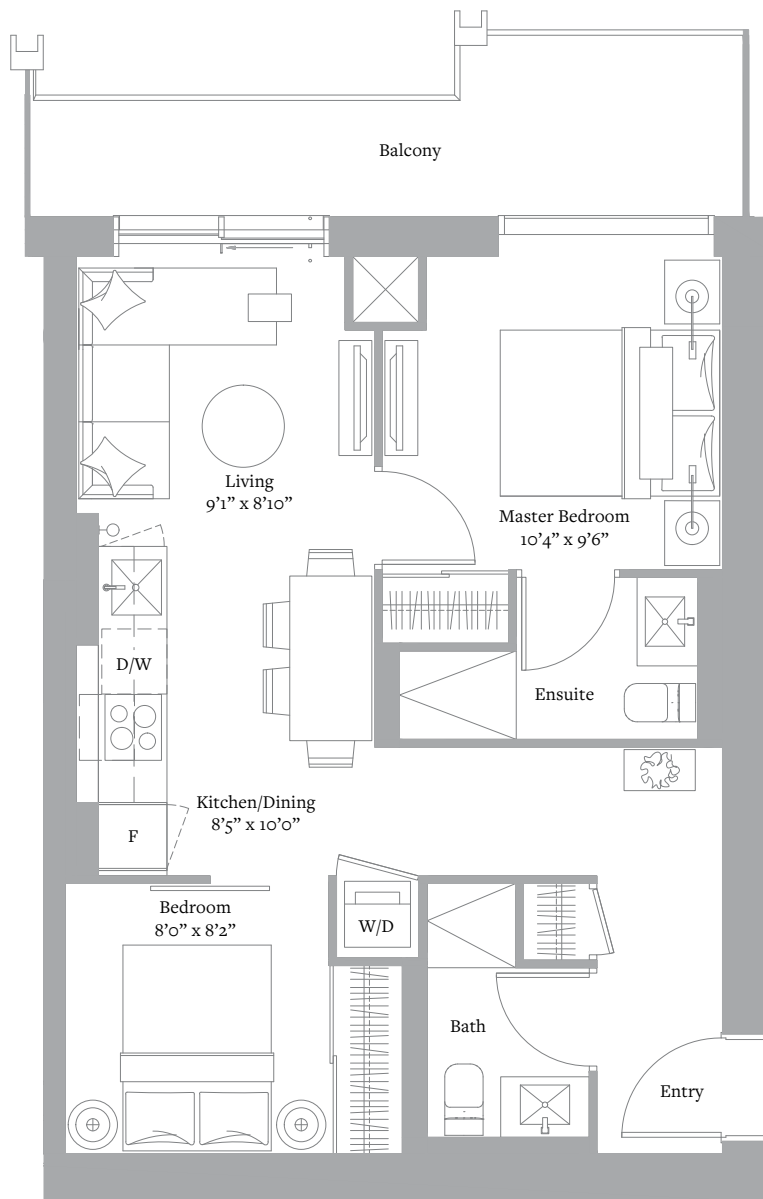 Balcony
Living
9’1” x 8’10”
Master Bedroom
10’4” x 9’6”
D/W
Ensuite
Kitchen/Dining
8’5” x 10’0”
F
Bedroom
8’0” x 8’2”
W/D
Bath
Entry